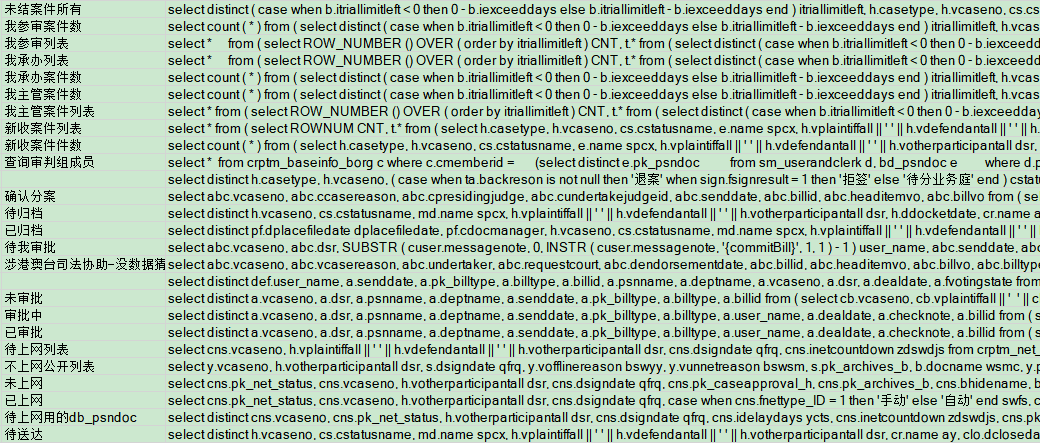 未结案件所有 select distinct ( case when b.itriallimitleft < 0 then 0 - b.iexceeddays else b.itriallimitleft - b.iexceeddays end ) itriallimitleft, h.casetype, h.vcaseno, cs.cs
我参审案件数 select count ( * ) from ( select distinct ( case when b.itriallimitleft < 0 then 0 - b.iexceeddays else b.itriallimitleft - b.iexceeddays end ) itriallimitleft, h.vca
我参审列表 select * from ( select ROW_NUMBER () OVER ( order by itriallimitleft ) CNT, t.* from ( select distinct ( case when b.itriallimitleft < 0 then 0 - b.iexceed
我承办列表 select * from ( select ROW_NUMBER () OVER ( order by itriallimitleft ) CNT, t.* from ( select distinct ( case when b.itriallimitleft < 0 then 0 - b.iexceed
我承办案件数 select count ( * ) from ( select distinct ( case when b.itriallimitleft < 0 then 0 - b.iexceeddays else b.itriallimitleft - b.iexceeddays end ) itriallimitleft, h.vcas
我主管案件数 select count ( * ) from ( select distinct ( case when b.itriallimitleft < 0 then 0 - b.iexceeddays else b.itriallimitleft - b.iexceeddays end ) itriallimitleft, h.vca
我主管案件列表 select * from ( select ROW_NUMBER () OVER ( order by itriallimitleft ) CNT, t.* from ( select distinct ( case when b.itriallimitleft < 0 then 0 - b.iexceedday
新收案件列表 select * from ( select ROWNUM CNT, t.* from ( select h.casetype, h.vcaseno, cs.cstatusname, e.name spcx, h.vplaintiffall || ' ' || h.vdefendantall || ' ' || h.
新收案件件数 select count ( * ) from ( select h.casetype, h.vcaseno, cs.cstatusname, e.name spcx, h.vplaintiffall || ' ' || h.vdefendantall || ' ' || h.votherparticipantall dsr,
查询审判组成员 select * from crptm_baseinfo_borg c where c.cmemberid = (select distinct e.pk_psndoc from sm_userandclerk d, bd_psndoc e where d.p
select distinct h.casetype, h.vcaseno, ( case when ta.backreson is not null then '退案' when sign.fsignresult = 1 then '拒签' else '待分业务庭' end ) cstatu
确认分案 select abc.vcaseno, abc.ccasereason, abc.cpresidingjudge, abc.cundertakejudgeid, abc.senddate, abc.billid, abc.headitemvo, abc.billvo from ( se
待归档 select distinct h.vcaseno, cs.cstatusname, md.name spcx, h.vplaintiffall || ' ' || h.vdefendantall || ' ' || h.votherparticipantall dsr, h.ddocketdate, cr.name a
已归档 select distinct pf.dplacefiledate dplacefiledate, pf.cdocmanager, h.vcaseno, cs.cstatusname, md.name spcx, h.vplaintiffall || ' ' || h.vdefendantall || '
待我审批 select abc.vcaseno, abc.dsr, SUBSTR ( cuser.messagenote, 0, INSTR ( cuser.messagenote, '{commitBill}', 1, 1 ) - 1 ) user_name, abc.senddate, abc
涉港澳台司法协助-没数据猜 select abc.vcaseno, abc.vcasereason, abc.undertaker, abc.requestcourt, abc.dendorsementdate, abc.billid, abc.headitemvo, abc.billvo, abc.billtype
select distinct def.user_name, a.senddate, a.pk_billtype, a.billtype, a.billid, a.psnname, a.deptname, a.vcaseno, a.dsr, a.dealdate, a.fvotingstate from
未审批 select distinct a.vcaseno, a.dsr, a.psnname, a.deptname, a.senddate, a.pk_billtype, a.billtype, a.billid from ( select cb.vcaseno, cb.vplaintiffall || ' ' || c
审批中 select distinct a.vcaseno, a.dsr, a.psnname, a.deptname, a.senddate, a.pk_billtype, a.billtype, a.user_name, a.dealdate, a.checknote, a.billid from ( s
已审批 select distinct a.vcaseno, a.dsr, a.psnname, a.deptname, a.senddate, a.pk_billtype, a.billtype, a.user_name, a.dealdate, a.checknote, a.billid from ( s
待上网列表 select cns.vcaseno, h.vplaintiffall || ' ' || h.vdefendantall || ' ' || h.votherparticipantall dsr, cns.dsigndate qfrq, cns.inetcountdown zdswdjs from crptm_net_
不上网公开列表 select y.vcaseno, h.vplaintiffall || ' ' || h.vdefendantall || ' ' || h.votherparticipantall dsr, s.dsigndate qfrq, y.vofflinereason bswyy, y.vunnetreason bswsm, s.pk_archives_b, b.docname wsmc, y.p
未上网 select cns.pk_net_status, cns.vcaseno, h.votherparticipantall dsr, cns.dsigndate qfrq, cns.pk_caseapproval_h, cns.pk_archives_b, cns.bhidename, b
已上网 select cns.pk_net_status, cns.vcaseno, h.votherparticipantall dsr, cns.dsigndate qfrq, case when cns.fnettype_ID = 1 then '手动' else '自动' end swfs, c
待上网用的db_psndoc select distinct cns.vcaseno, cns.pk_net_status, h.votherparticipantall dsr, cns.dsigndate qfrq, cns.idelaydays ycts, cns.inetcountdown zdswdjs, cns.pk
待送达 select distinct h.vcaseno, cs.cstatusname, md.name spcx, h.vplaintiffall || ' ' || h.vdefendantall || ' ' || h.votherparticipantall dsr, cr.name ay, clo.dcloseda